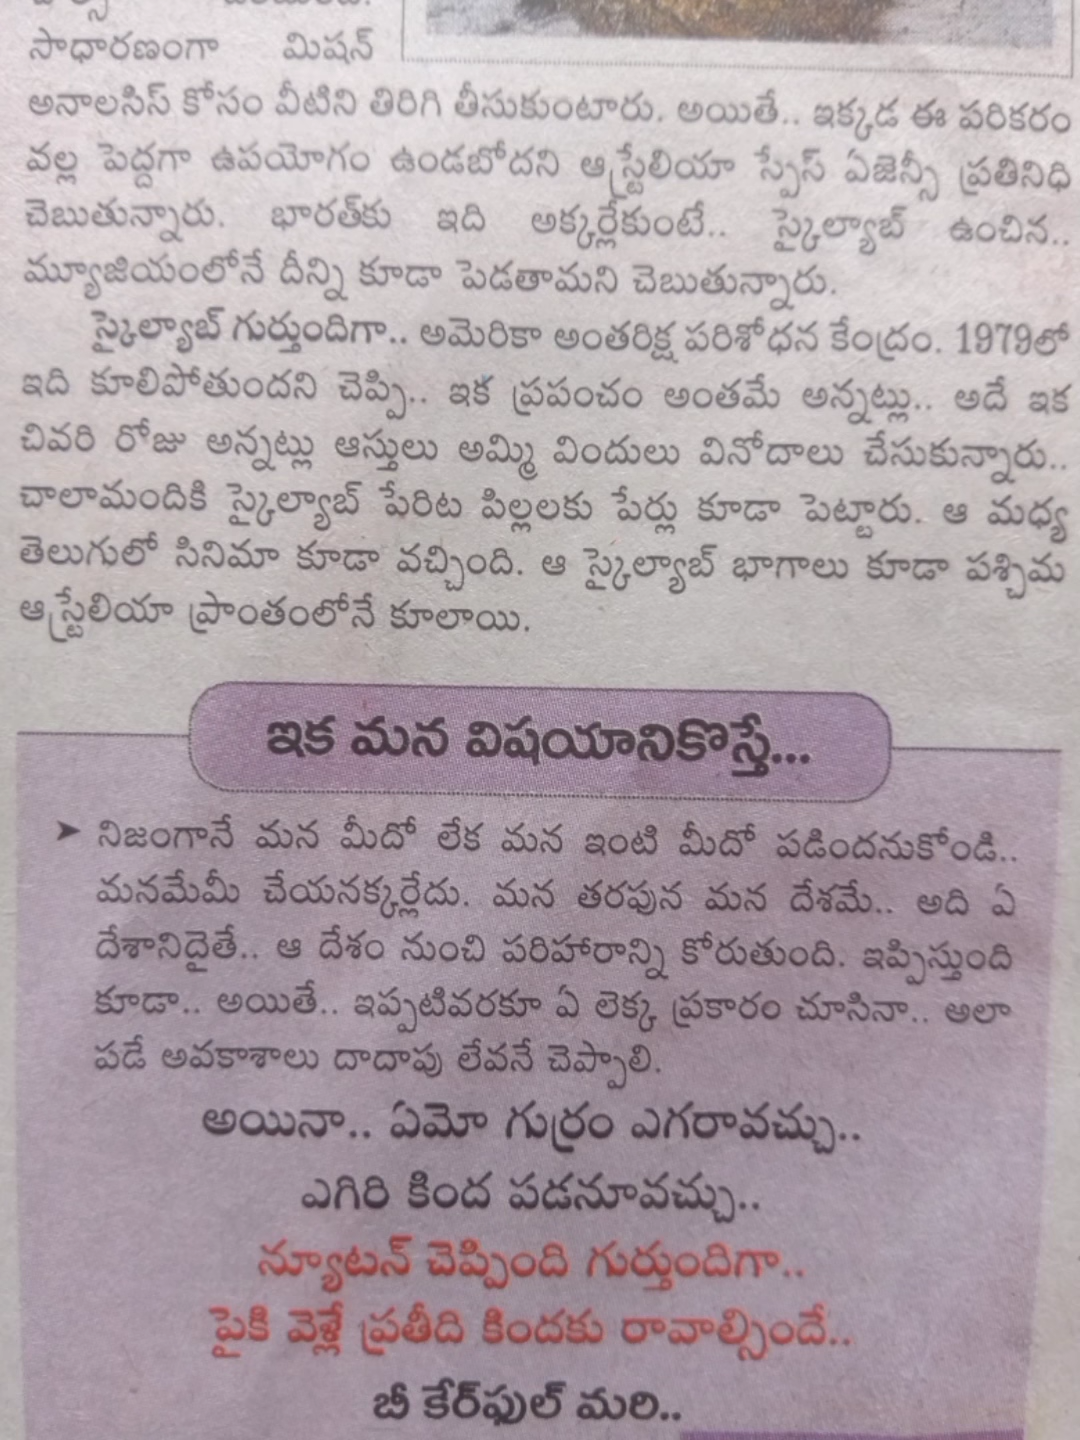 సాధారణంగా మిషన్
అనాలసిస్ కోసం వీటిని తిరిగి తీసుకుంటారు. అయితే.. ఇక్కడ ఈ పరికరం
వల్ల పెద్దగా ఉపయోగం ఉండబోదని ఆస్ట్రేలియా స్పేస్ ఏజెన్సీ ప్రతినిధి
చెబుతున్నారు. భారత్‌కు ఇది అక్కర్లేకుంటే.. స్కైల్యాబ్ ఉంచిన..
మ్యూజియంలోనే దీన్ని కూడా పెడతామని చెబుతున్నారు.
స్కైల్యాబ్ గుర్తుందిగా.. అమెరికా అంతరిక్ష పరిశోధన కేంద్రం. 1979లో
ఇది కూలిపోతుందని చెప్పి.. ఇక ప్రపంచం అంతమే అన్నట్లు.. అదే ఇక
చివరి రోజు అన్నట్లు ఆస్తులు అమ్మి విందులు వినోదాలు చేసుకున్నారు..
చాలామందికి స్కైల్యాబ్ పేరిట పిల్లలకు పేర్లు కూడా పెట్టారు. ఆ మధ్య
తెలుగులో సినిమా కూడా వచ్చింది. ఆ స్కైల్యాబ్ భాగాలు కూడా పశ్చిమ
ఆస్ట్రేలియా ప్రాంతంలోనే కూలాయి.
ఇక మన విషయానికొస్తే...
➤ నిజంగానే మన మీదో లేక మన ఇంటి మీదో పడిందనుకోండి..
మనమేమీ చేయనక్కర్లేదు. మన తరపున మన దేశమే.. అది ఏ
దేశానిదైతే.. ఆ దేశం నుంచి పరిహారాన్ని కోరుతుంది. ఇప్పిస్తుంది
కూడా.. అయితే.. ఇప్పటివరకూ ఏ లెక్క ప్రకారం చూసినా.. అలా
పడే అవకాశాలు దాదాపు లేవనే చెప్పాలి.
అయినా.. ఏమో గుర్రం ఎగరావచ్చు..
ఎగిరి కింద పడనూవచ్చు..
న్యూటన్ చెప్పింది గుర్తుందిగా..
పైకి వెళ్లే ప్రతీది కిందకు రావాల్సిందే..
బీ కేర్‌ఫుల్ మరి..